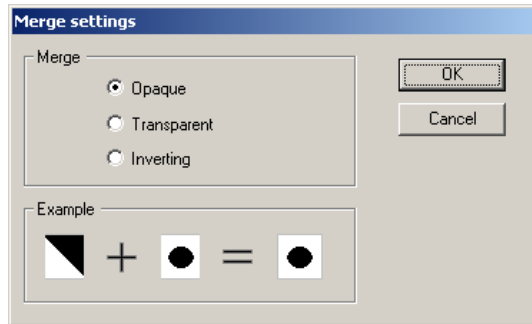 Merge settings
Merge
Opaque
Transparent
Inverting
OK
Cancel
Example
+ =